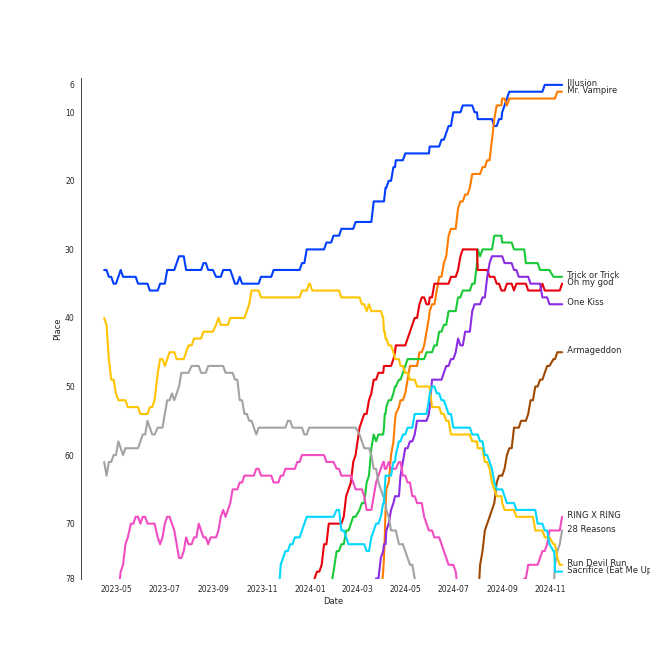 6
10
20
30
40
50
60
70
78
Place
2023-05
2023-07
2023-09
2023-11
2024-01
2024-03
2024-05
2024-07
2024-09
2024-11
Date
Illusion
Mr. Vampire
Trick or Trick
Oh my god
One Kiss
Armageddon
RING X RING
28 Reasons
Run Devil Run
Sacrifice (Eat Me Up